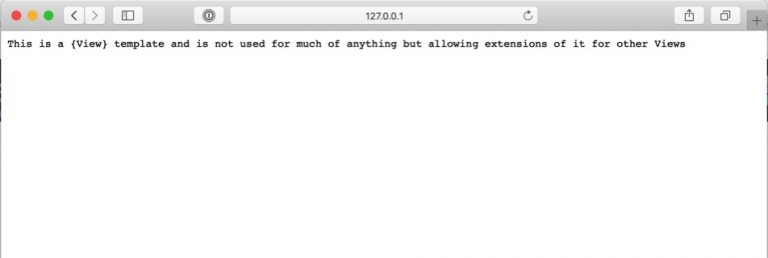 127.0.0.1
This is a {View} template and is not used for much of anything but allowing extensions of it for other Views